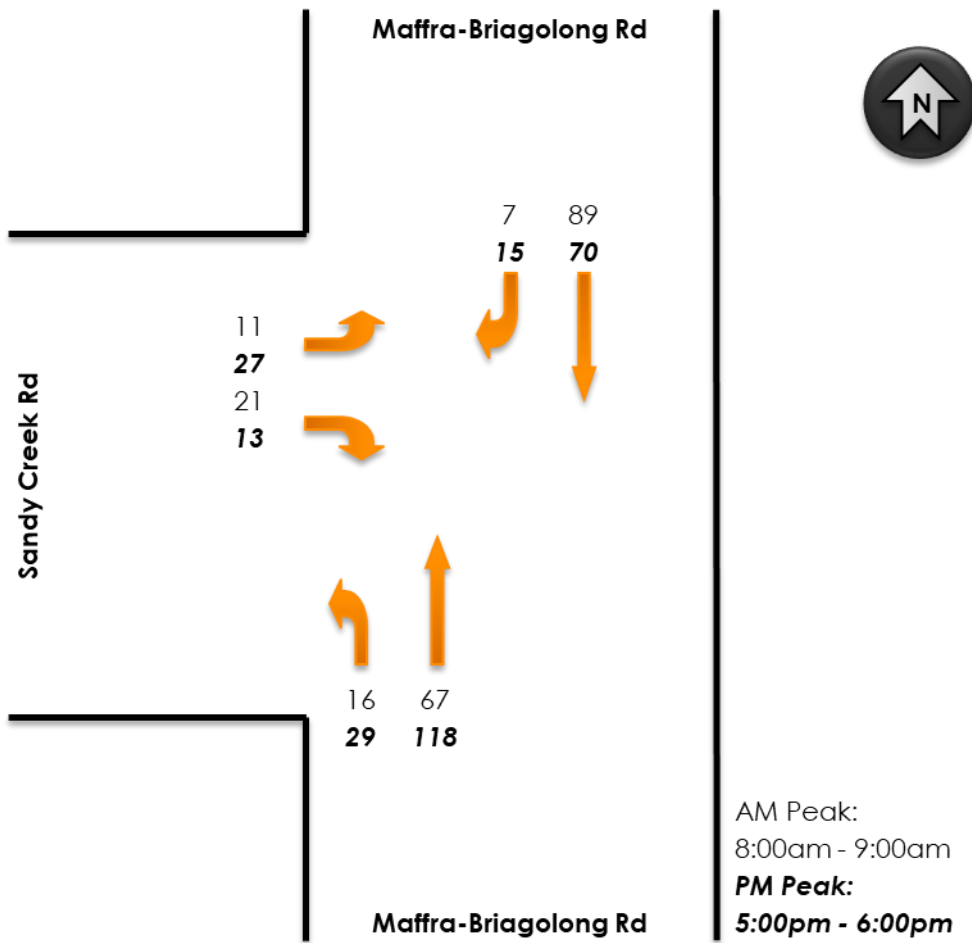 Maffra-Briagolong Rd
N
7 89
15 70
11
27
21
13
Sandy Creek Rd
16 67
29 118
AM Peak:
8:00am - 9:00am
PM Peak:
5:00pm - 6:00pm
Maffra-Briagolong Rd